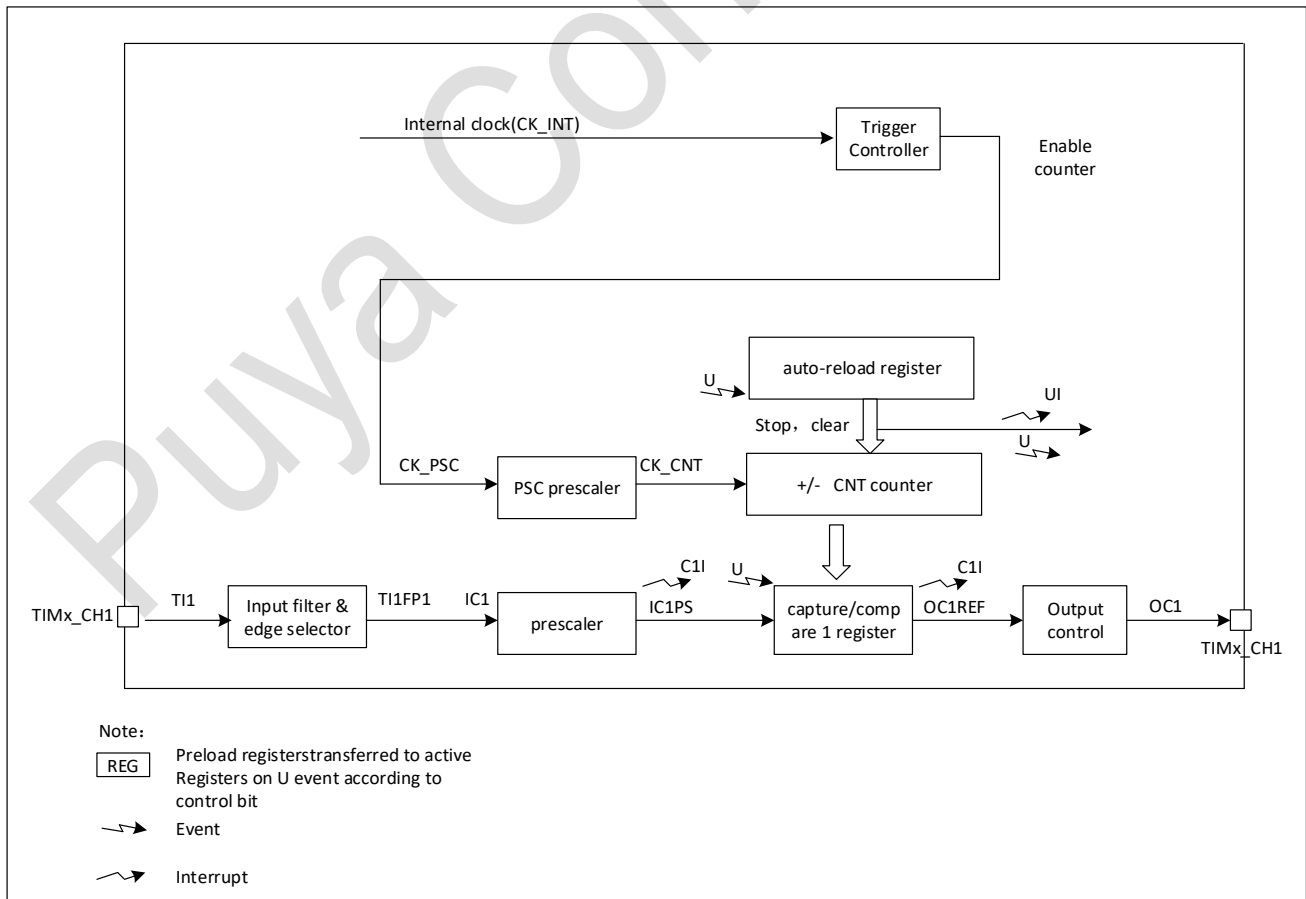 Puya Con
Internal clock(CK_INT)
Trigger
Controller
Enable
counter
auto-reload register
U
UI
Stop，clear
U
CK_PSC
PSC prescaler
CK_CNT
+/- CNT counter
TIMx_CH1
TI1
Input filter &
edge selector
TI1FP1
IC1
prescaler
C1I
IC1PS
U
capture/comp
are 1 register
C1I
OC1REF
Output
control
OC1
TIMx_CH1
Note：
REG
Preload registerstransferred to active
Registers on U event according to
control bit
Event
Interrupt